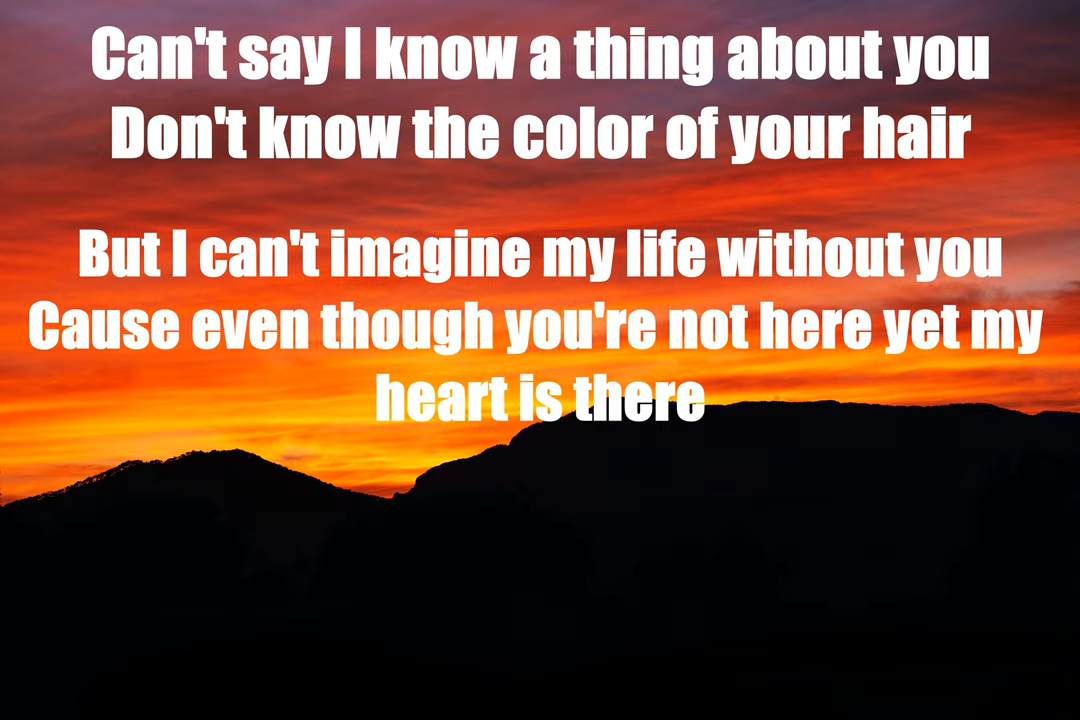 Can't say I know a thing about you
Don't know the color of your hair
But I can't imagine my life without you
Cause even though you're not here yet my
heart is there